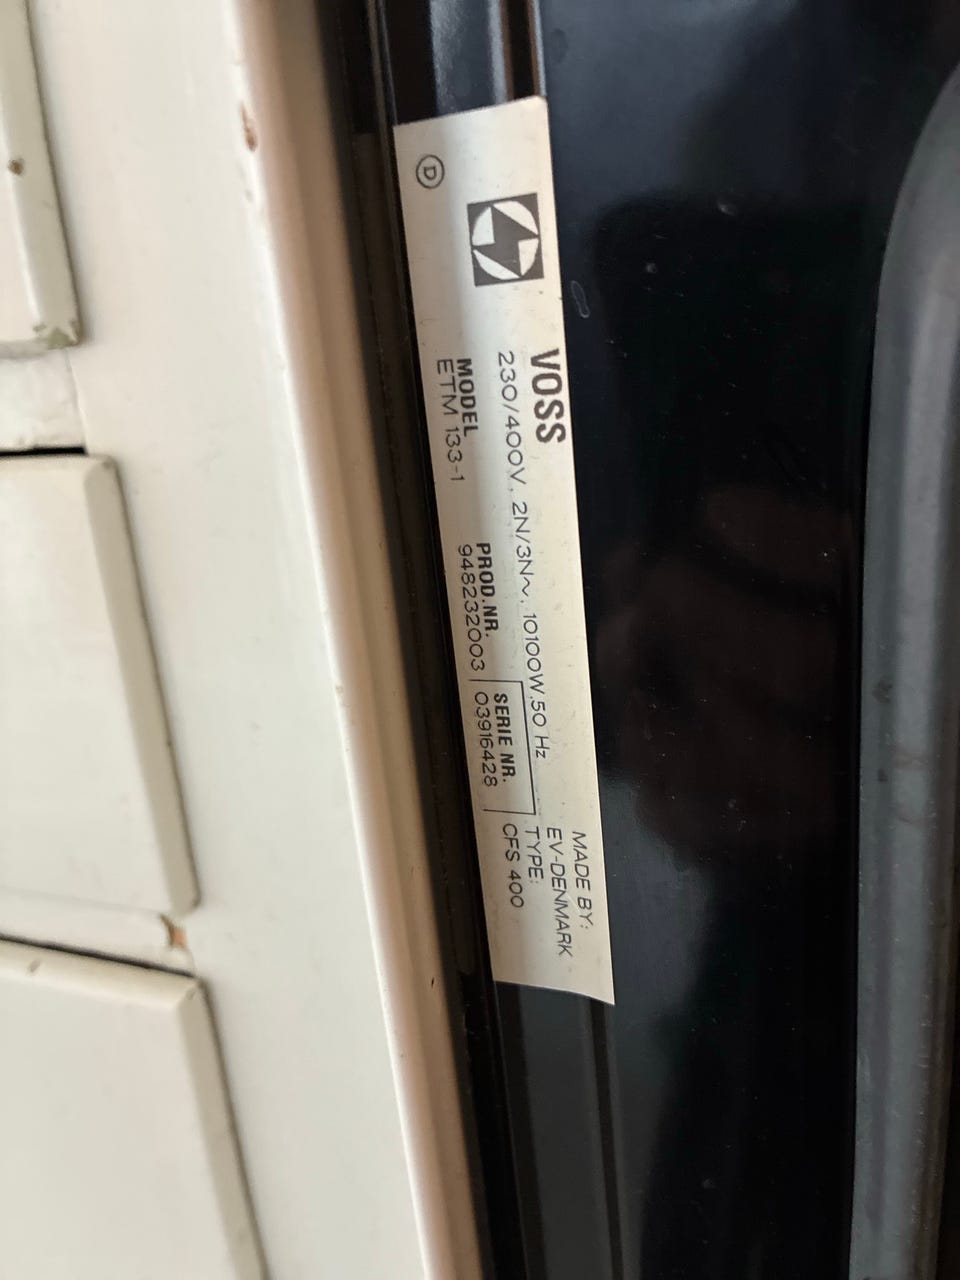 D
VOSS
230/400V, 2N/3N~, 10100W, 50 Hz
MODEL
ETM 133-1
PROD.NR.
948232003
SERIE NR.
03916428
MADE BY:
EV-DENMARK
TYPE:
CFS 400